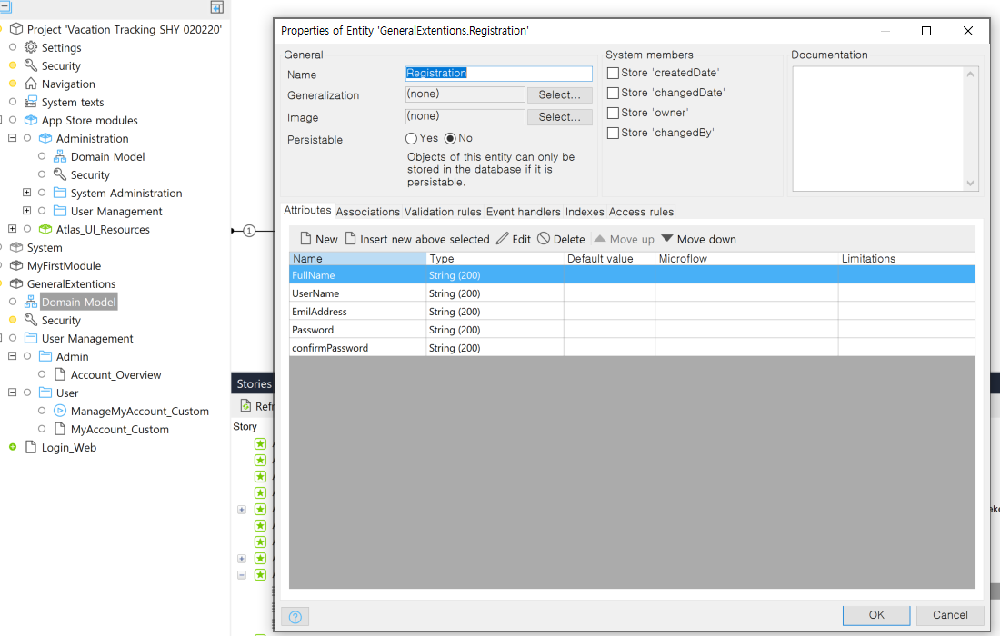 Project 'Vacation Tracking SHY 020220'
Settings
Security
Navigation
System texts
App Store modules
Administration
Domain Model
Security
System Administration
User Management
Atlas_UI_Resources
System
MyFirstModule
GeneralExtentions
Domain Model
Security
User Management
Admin
Account_Overview
User
ManageMyAccount_Custom
MyAccount_Custom
Login_Web
1
Stories
Refr
Story
Properties of Entity 'GeneralExtentions.Registration'
General
Name Registration
Generalization (none) Select...
Image (none) Select...
Persistable Yes No
Objects of this entity can only be
stored in the database if it is
persistable.
System members
Store 'createdDate'
Store 'changedDate'
Store 'owner'
Store 'changedBy'
Documentation
Attributes Associations Validation rules Event handlers Indexes Access rules
New Insert new above selected Edit Delete Move up Move down
Name Type Default value Microflow Limitations
FullName String (200)
UserName String (200)
EmilAddress String (200)
Password String (200)
confirmPassword String (200)
? OK Cancel